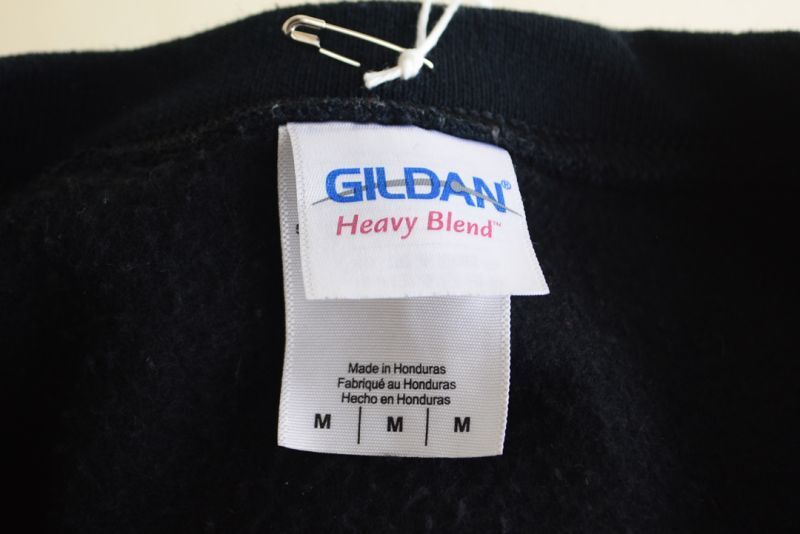 GILDAN®
Heavy Blend™
Made in Honduras
Fabriqué au Honduras
Hecho en Honduras
M | M | M